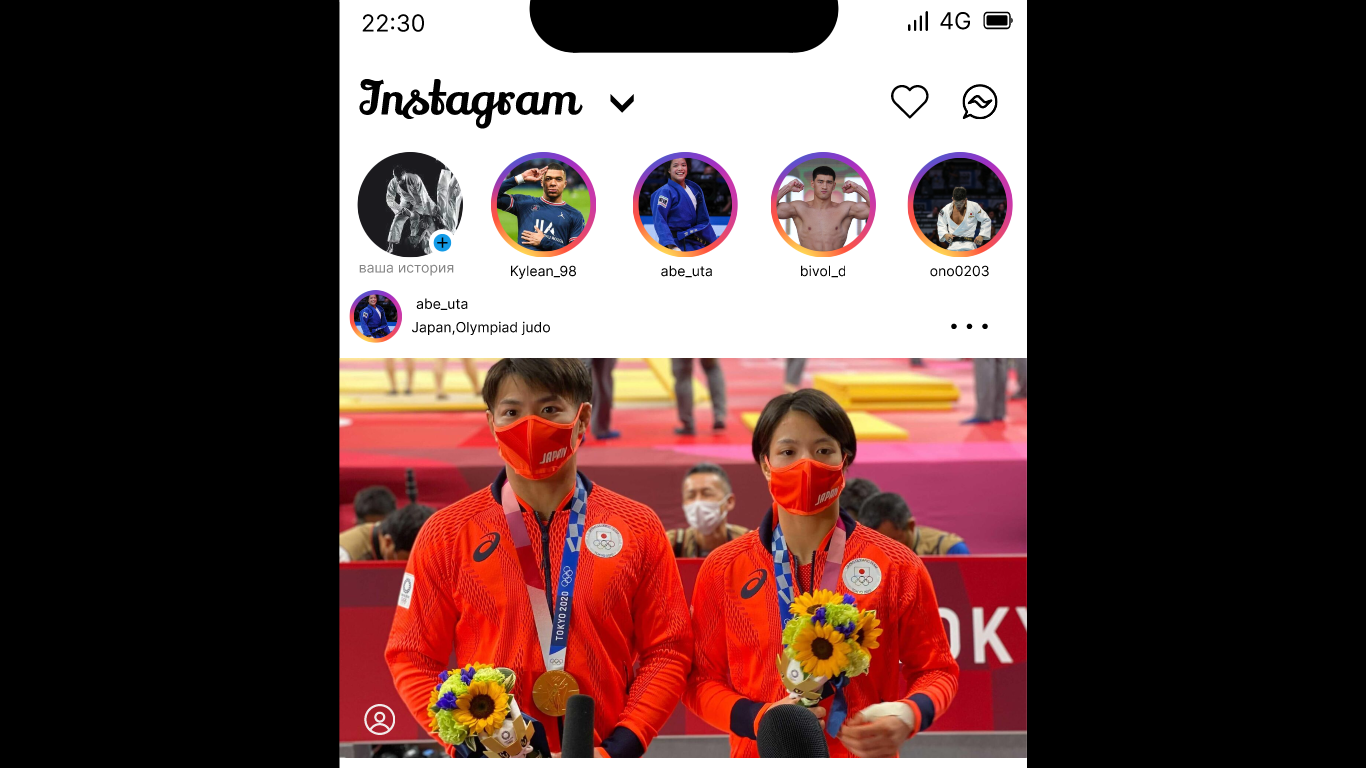 22:30
4G
Instagram
ваша история
Kylean_98
abe_uta
bivol_d
ono0203
abe_uta
Japan,Olympiad judo
JAPAN
JAPAN
TOKYO 2020
OKY